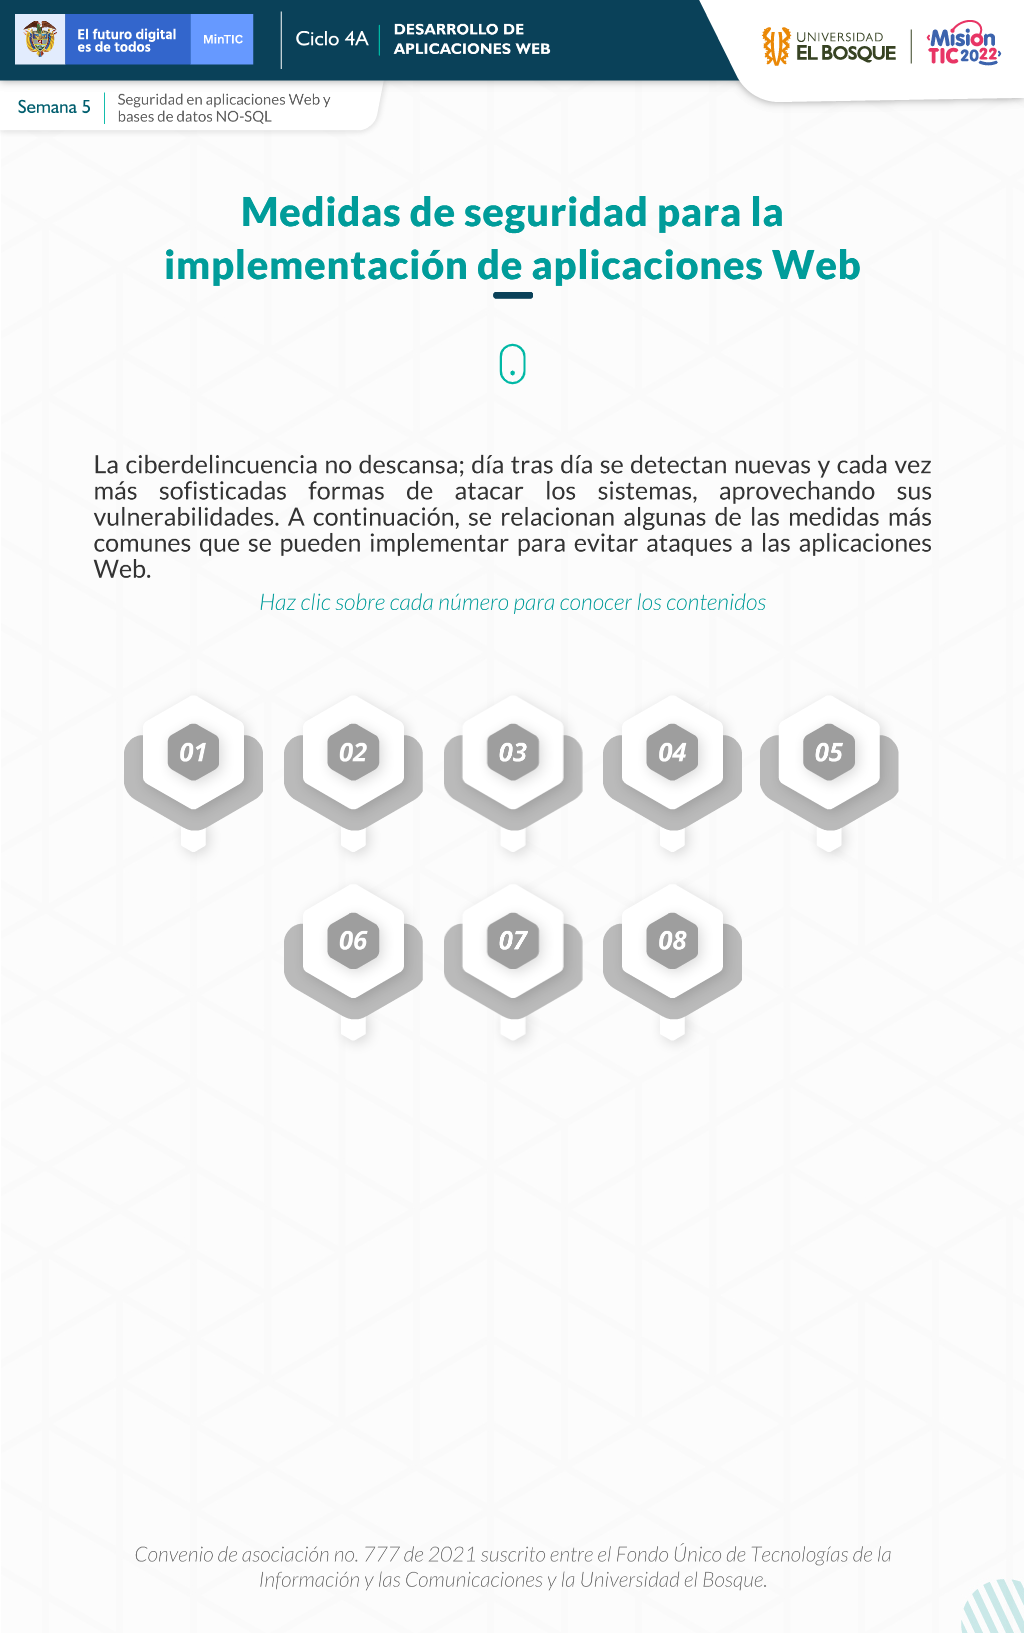 El futuro digital
es de todos
MinTIC
Ciclo 4A
DESARROLLO DE
APLICACIONES WEB
UNIVERSIDAD
EL BOSQUE
Misión
TIC2022
Semana 5
Seguridad en aplicaciones Web y
bases de datos NO-SQL
Medidas de seguridad para la
implementación de aplicaciones Web
La ciberdelincuencia no descansa; día tras día se detectan nuevas y cada vez
más sofisticadas formas de atacar los sistemas, aprovechando sus
vulnerabilidades. A continuación, se relacionan algunas de las medidas más
comunes que se pueden implementar para evitar ataques a las aplicaciones
Web.
Haz clic sobre cada número para conocer los contenidos
01 02 03 04 05
06 07 08
Convenio de asociación no. 777 de 2021 suscrito entre el Fondo Único de Tecnologías de la
Información y las Comunicaciones y la Universidad el Bosque.